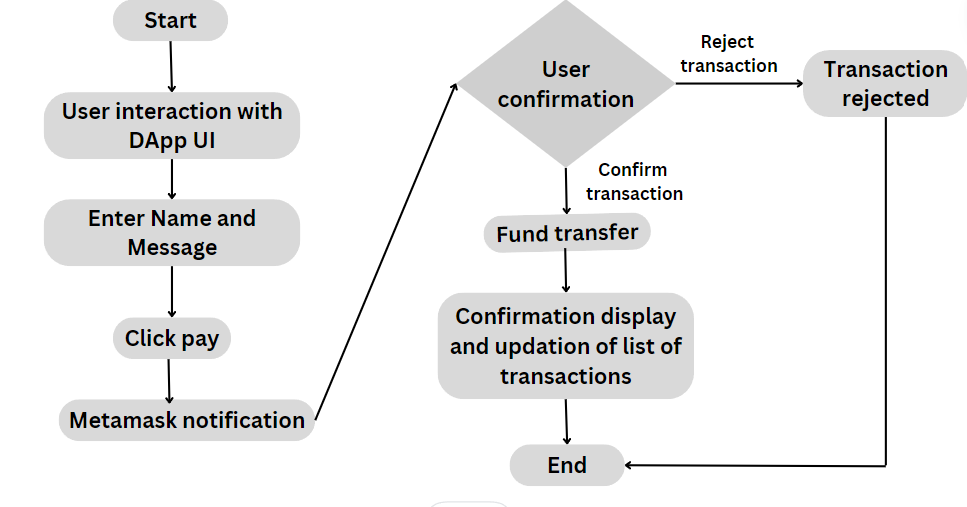 Start
User interaction with
DApp UI
Enter Name and
Message
Click pay
Metamask notification
User
confirmation
Reject
transaction
Transaction
rejected
Confirm
transaction
Fund transfer
Confirmation display
and updation of list of
transactions
End